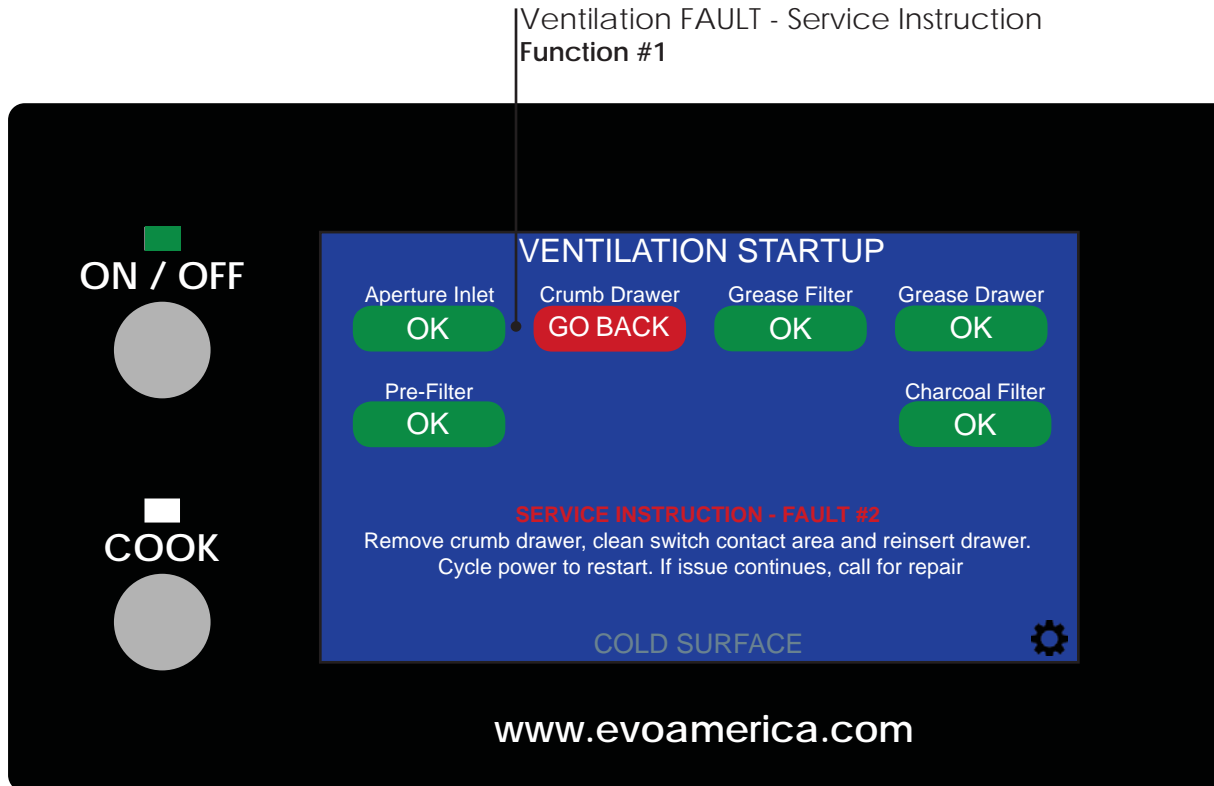 Ventilation FAULT - Service Instruction
Function #1
ON / OFF
VENTILATION STARTUP
Aperture Inlet
Crumb Drawer
Grease Filter
Grease Drawer
OK
GO BACK
OK
OK
Pre-Filter
Charcoal Filter
OK
OK
COOK
SERVICE INSTRUCTION - FAULT #2
Remove crumb drawer, clean switch contact area and reinsert drawer.
Cycle power to restart. If issue continues, call for repair
COLD SURFACE
www.evoamerica.com